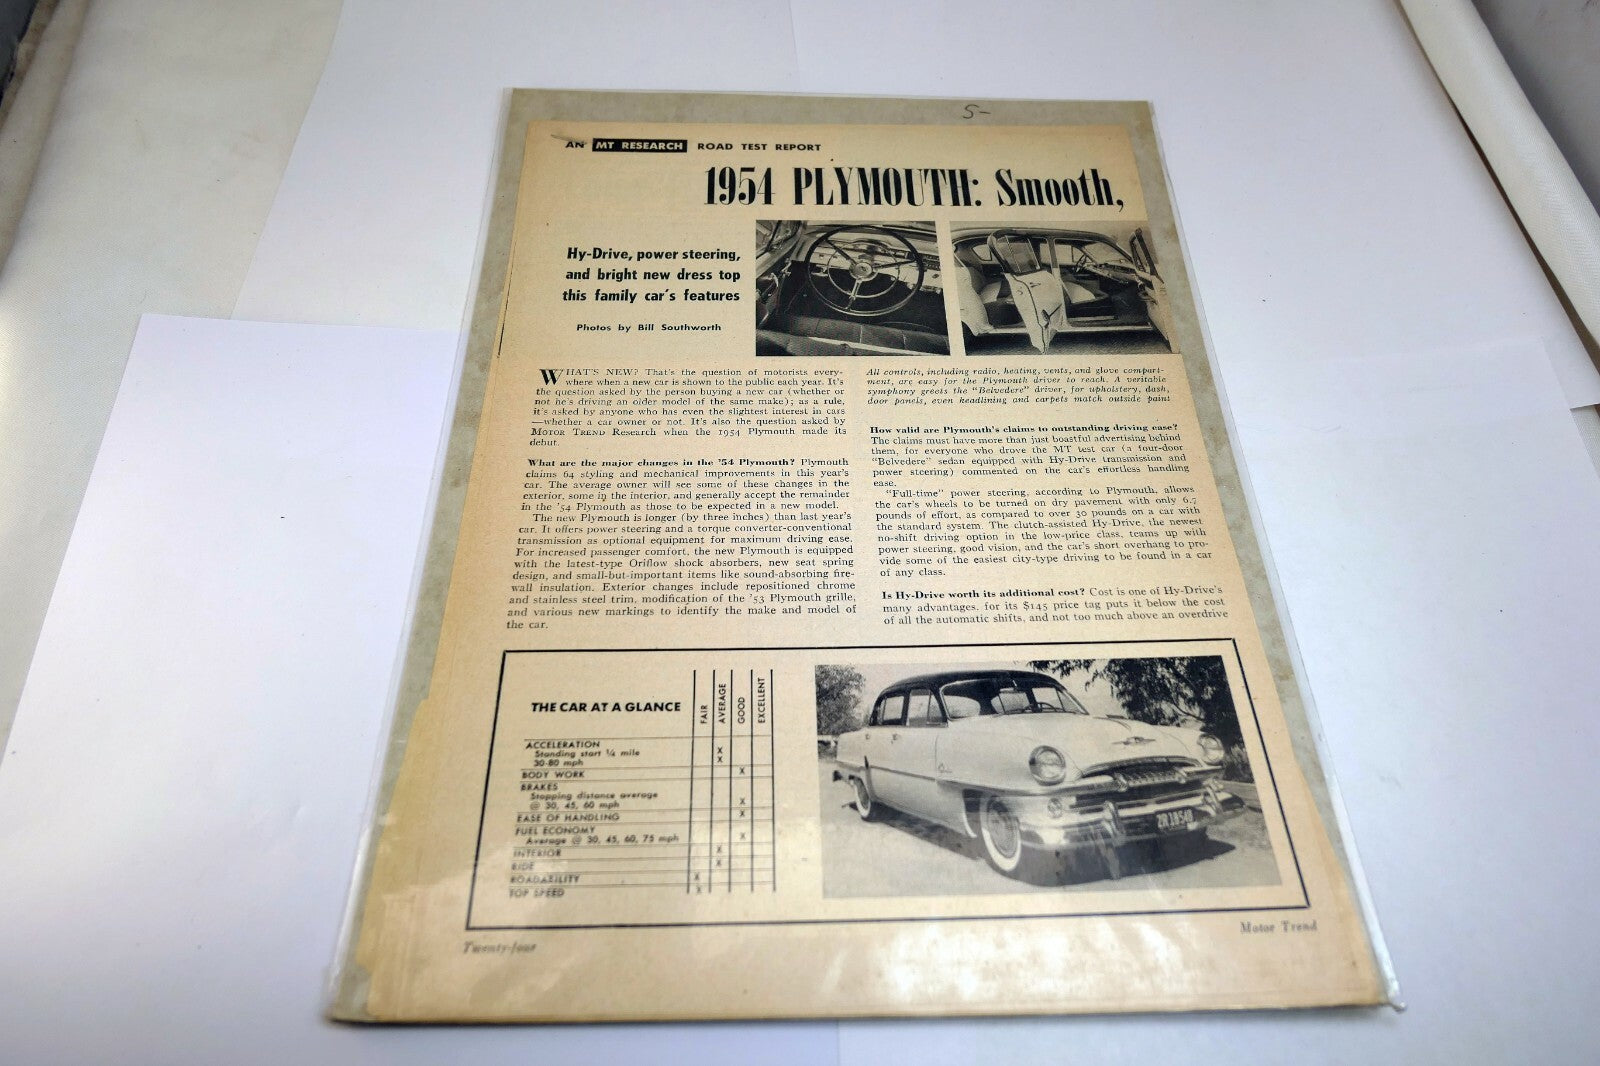 S-
AN MT RESEARCH ROAD TEST REPORT
1954 PLYMOUTH: Smooth,
Hy-Drive, power steering,
and bright new dress top
this family car's features
Photos by Bill Southworth
WHAT'S NEW? That's the question of motorists every-
where when a new car is shown to the public each year. It's
the question asked by the person buying a new car (whether or
not he's driving an older model of the same make); as a rule,
it's asked by anyone who has even the slightest interest in cars
—whether a car owner or not. It's also the question asked by
MOTOR TREND Research when the 1954 Plymouth made its
debut.
What are the major changes in the '54 Plymouth? Plymouth
claims 64 styling and mechanical improvements in this year's
car. The average owner will see some of these changes in the
exterior, some in the interior, and generally accept the remainder
in the '54 Plymouth as those to be expected in a new model.
The new Plymouth is longer (by three inches) than last year's
car. It offers power steering and a torque converter-conventional
transmission as optional equipment for maximum driving ease.
For increased passenger comfort, the new Plymouth is equipped
with the latest-type Oriflow shock absorbers, new seat spring
design, and small-but-important items like sound-absorbing fire-
wall insulation. Exterior changes include repositioned chrome
and stainless steel trim, modification of the '53 Plymouth grille,
and various new markings to identify the make and model of
the car.
All controls, including radio, heating, vents, and glove compart-
ment, are easy for the Plymouth driver to reach. A veritable
symphony greets the "Belvedere" driver, for upholstery, dash,
door panels, even headlining and carpets match outside paint
How valid are Plymouth's claims to outstanding driving ease?
The claims must have more than just boastful advertising behind
them, for everyone who drove the MT test car (a four-door
"Belvedere" sedan equipped with Hy-Drive transmission and
power steering) commented on the car's effortless handling
ease.
"Full-time" power steering, according to Plymouth, allows
the car's wheels to be turned on dry pavement with only 6.7
pounds of effort, as compared to over 30 pounds on a car with
the standard system. The clutch-assisted Hy-Drive, the newest
no-shift driving option in the low-price class, teams up with
power steering, good vision, and the car's short overhang to pro-
vide some of the easiest city-type driving to be found in a car
of any class.
Is Hy-Drive worth its additional cost? Cost is one of Hy-Drive's
many advantages, for its $145 price tag puts it below the cost
of all the automatic shifts, and not too much above an overdrive
THE CAR AT A GLANCE
FAIR
AVERAGE
GOOD
EXCELLENT
ACCELERATION
Standing start ¼ mile X
30-80 mph X
BODY WORK X
BRAKES
Stopping distance average
@ 30, 45, 60 mph X
EASE OF HANDLING X
FUEL ECONOMY
Average @ 30, 45, 60, 75 mph X
INTERIOR X
RIDE X
ROADABILITY X
TOP SPEED X
Twenty-four
Motor Trend